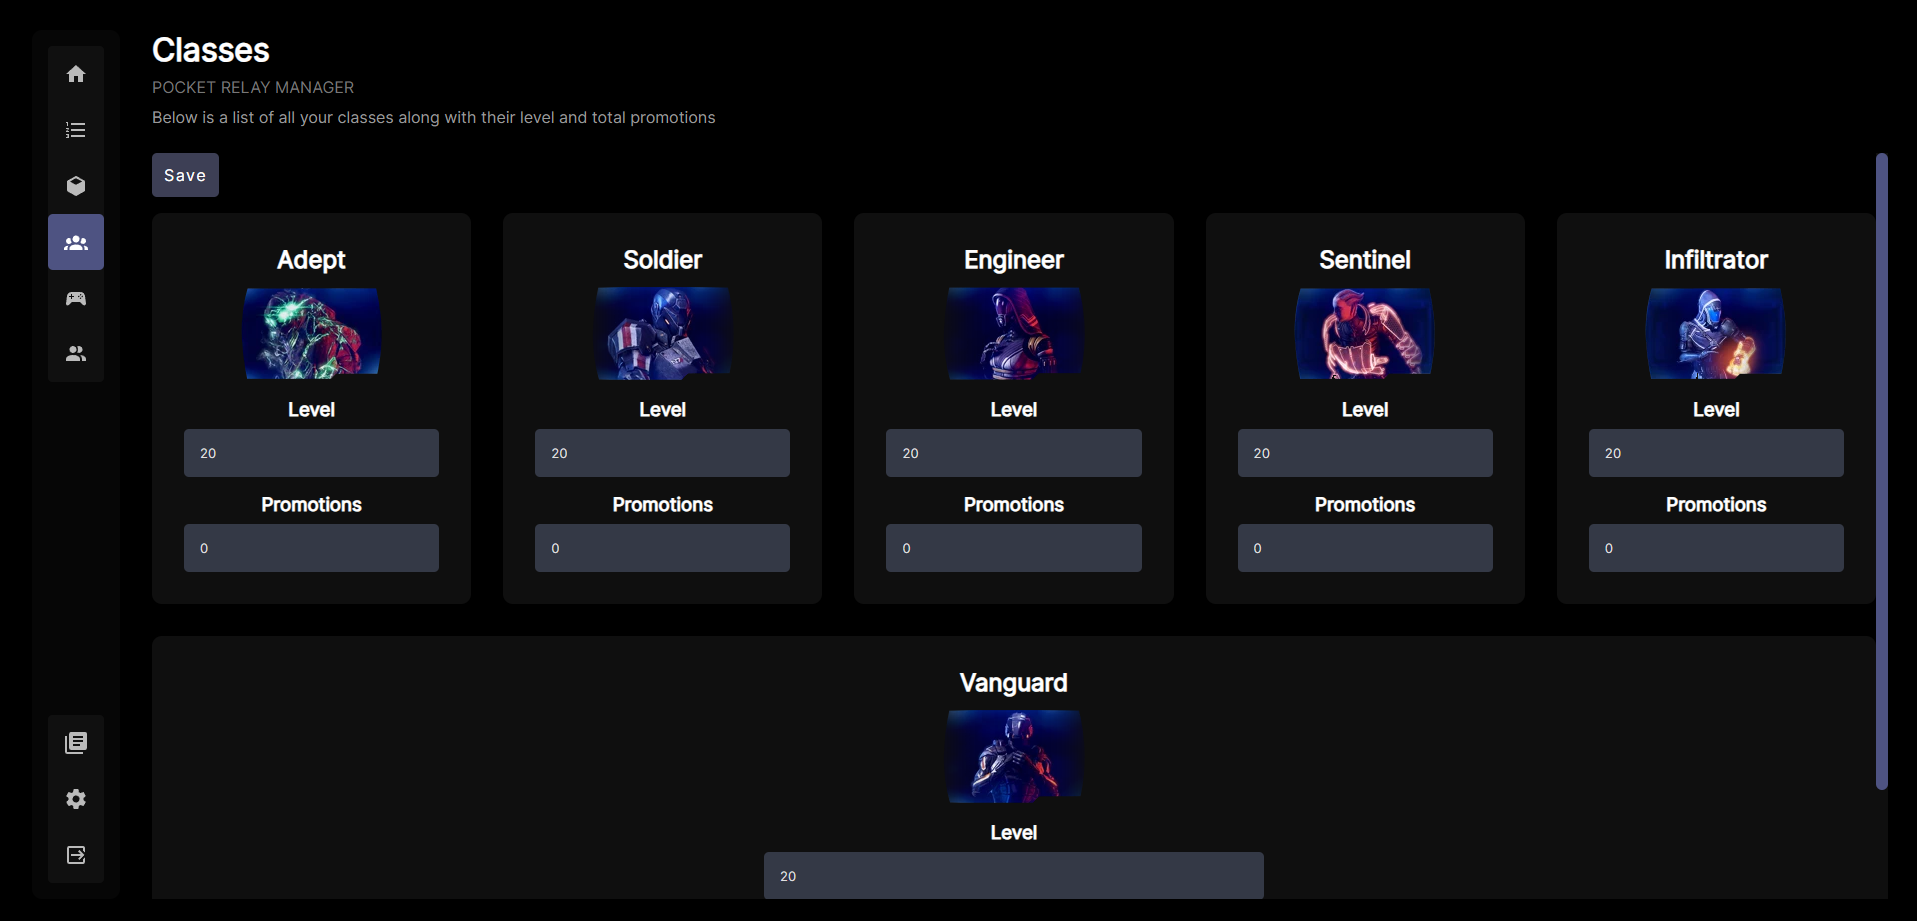 Classes
POCKET RELAY MANAGER
Below is a list of all your classes along with their level and total promotions
Save
Adept
Level
20
Promotions
0
Soldier
Level
20
Promotions
0
Engineer
Level
20
Promotions
0
Sentinel
Level
20
Promotions
0
Infiltrator
Level
20
Promotions
0
Vanguard
Level
20